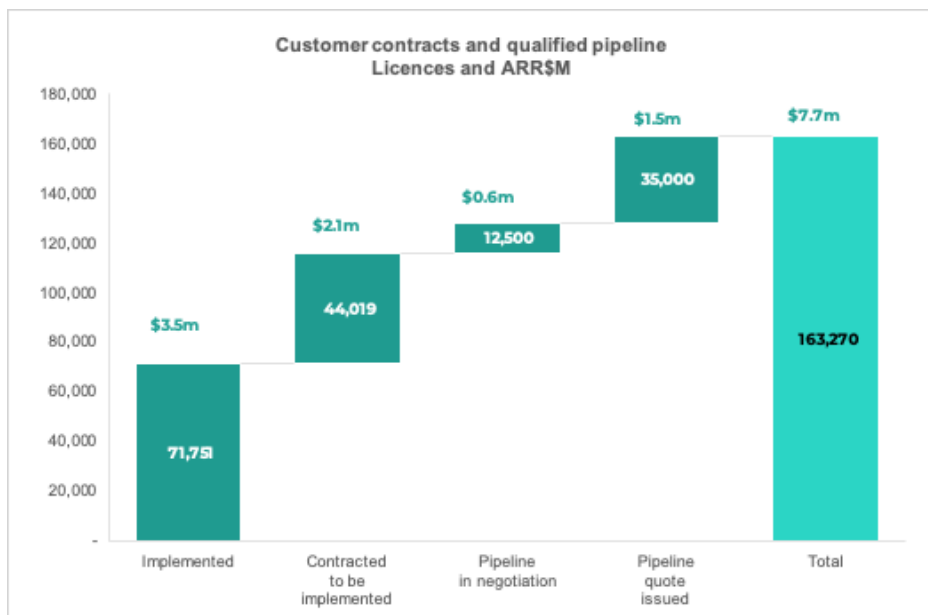 Customer contracts and qualified pipeline
Licences and ARR$M
180,000
160,000
140,000
120,000
100,000
80,000
60,000
40,000
20,000
-
$3.5m
71,751
$2.1m
44,019
$0.6m
12,500
$1.5m
35,000
$7.7m
163,270
Implemented
Contracted
to be
implemented
Pipeline
in negotiation
Pipeline
quote
issued
Total